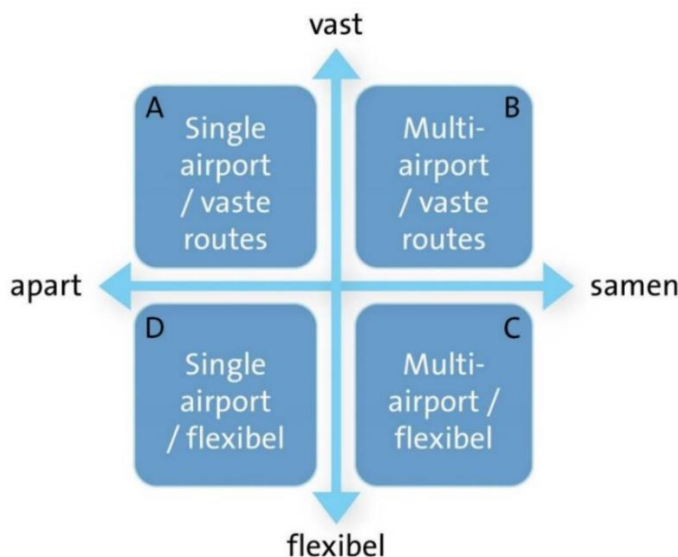 vast
A
Single
airport
/ vaste
routes
B
Multi-
airport
/ vaste
routes
apart
samen
D
Single
airport
/ flexibel
C
Multi-
airport /
flexibel
flexibel